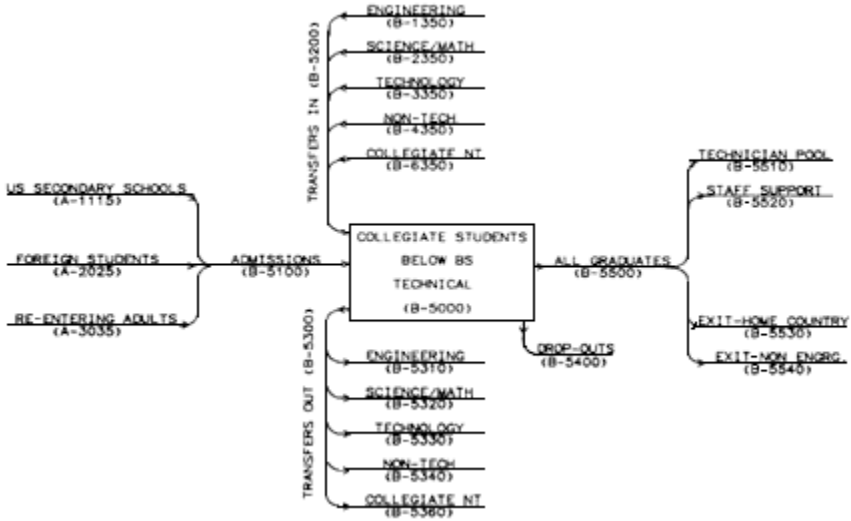 ENGINEERING
(B-1350)
SCIENCE/MATH
(B-2350)
TECHNOLOGY
(B-3350)
NON-TECH
(B-4350)
COLLEGIATE NT
(B-6350)
TRANSFERS IN (B-5200)
US SECONDARY SCHOOLS
(A-1115)
FOREIGN STUDENTS
(A-2025)
RE-ENTERING ADULTS
(A-3035)
ADMISSIONS
(B-5100)
COLLEGIATE STUDENTS
BELOW BS
TECHNICAL
(B-5000)
ALL GRADUATES
(B-5500)
TECHNICIAN POOL
(B-5510)
STAFF SUPPORT
(B-5520)
EXIT-HOME COUNTRY
(B-5530)
EXIT-NON ENGRG.
(B-5540)
DROP-OUTS
(B-5400)
TRANSFERS OUT (B-5300)
ENGINEERING
(B-5310)
SCIENCE/MATH
(B-5320)
TECHNOLOGY
(B-5330)
NON-TECH
(B-5340)
COLLEGIATE NT
(B-5360)